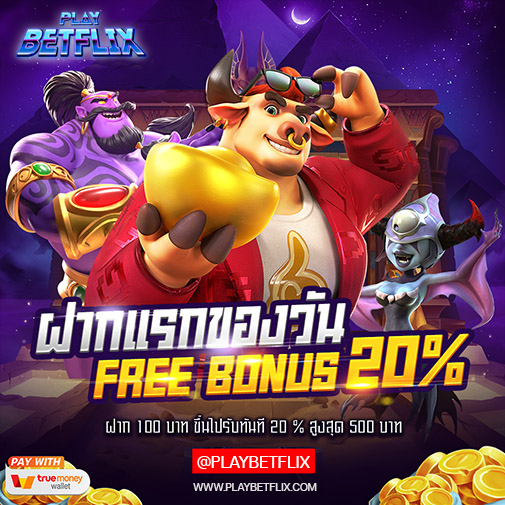 PLAY
BETFLIX
ฝากแรกของวัน
FREE BONUS 20%
ฝาก 100 บาท ขึ้นไปรับทันที 20 % สูงสุด 500 บาท
@PLAYBETFLIX
WWW.PLAYBETFLIX.COM
PAY WITH
truemoney
wallet